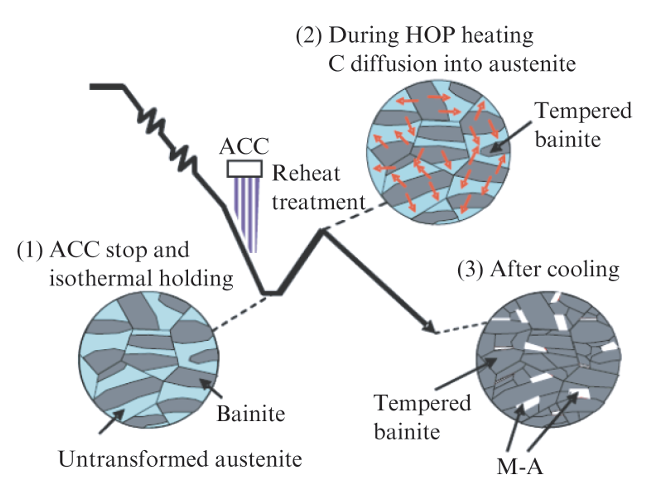 (2) During HOP heating
C diffusion into austenite
Tempered
bainite
ACC
Reheat
treatment
(1) ACC stop and
isothermal holding
(3) After cooling
Bainite
Untransformed austenite
Tempered
bainite
M-A